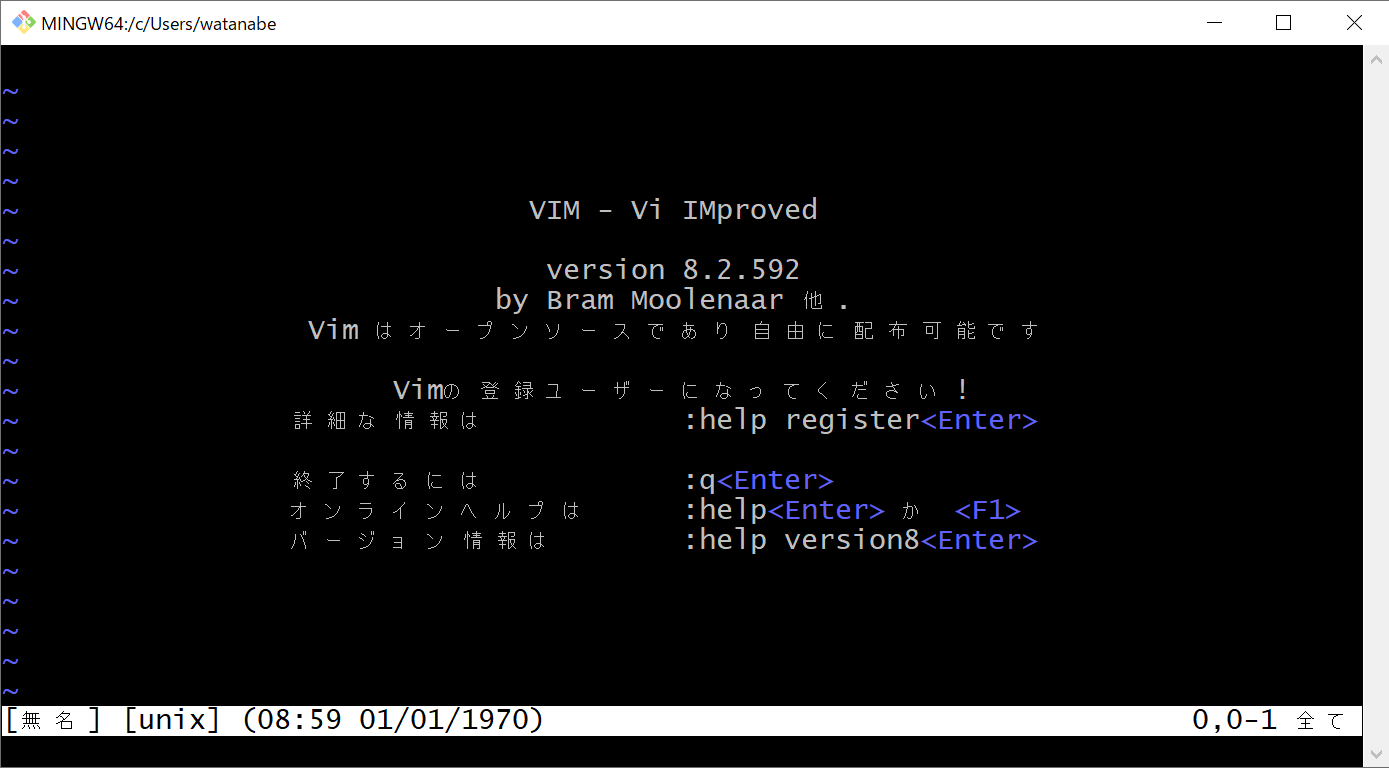 MINGW64:/c/Users/watanabe
~
~
~
~
~ VIM - Vi IMproved
~
~ version 8.2.592
~ by Bram Moolenaar 他.
~ Vim はオープンソースであり自由に配布可能です
~
~ Vimの登録ユーザーになってください!
~ 詳細な情報は :help register<Enter>
~
~ 終了するには :q<Enter>
~ オンラインヘルプは :help<Enter> か <F1>
~ バージョン情報は :help version8<Enter>
~
~
~
~
~
[無名] [unix] (08:59 01/01/1970) 0,0-1 全て